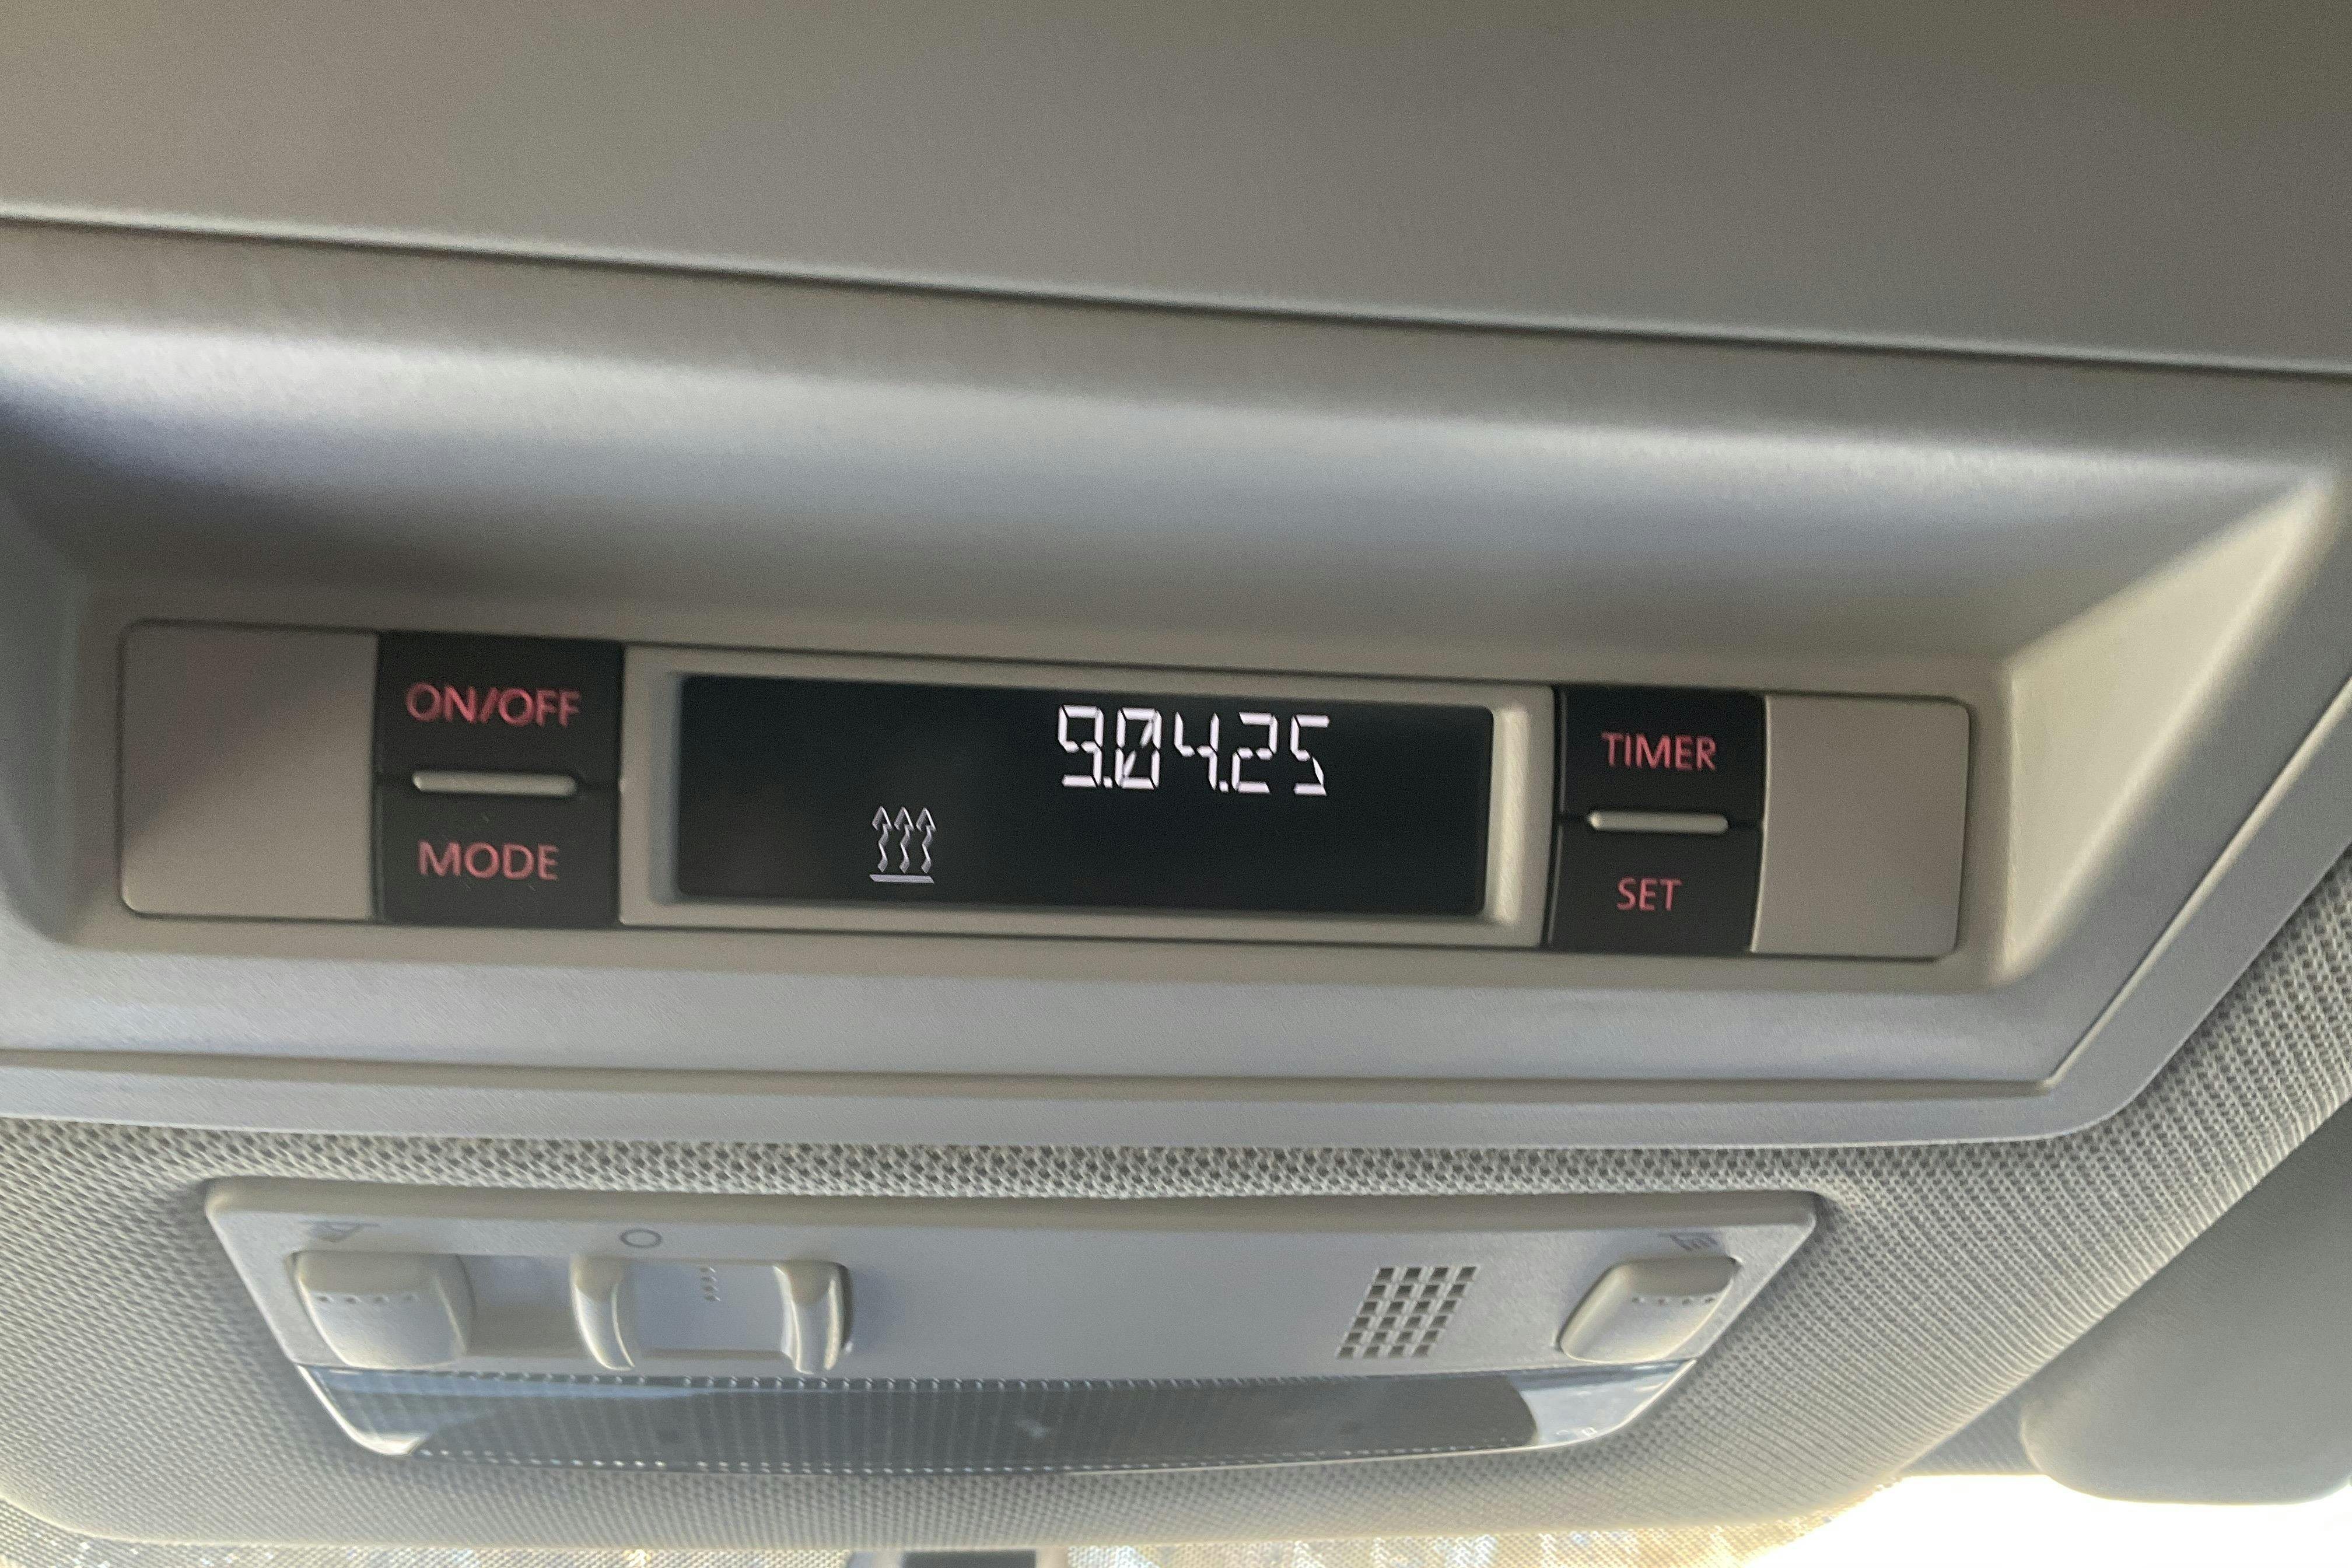 ON/OFF
MODE
9.04.25
TIMER
SET